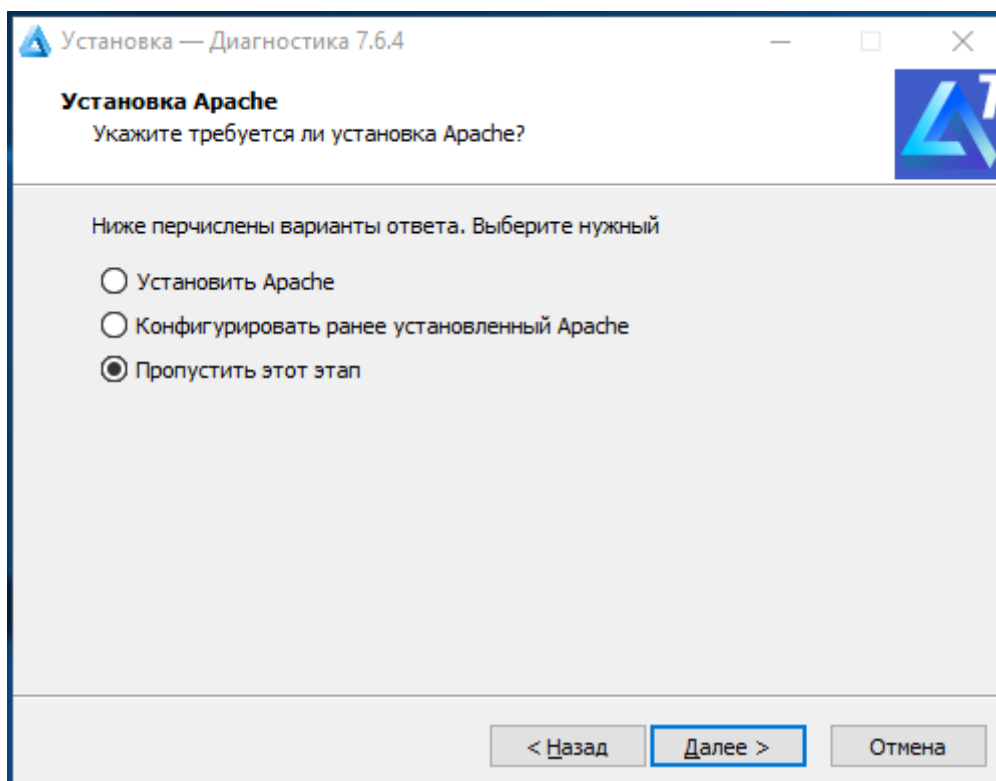 Установка — Диагностика 7.6.4
Установка Apache
Укажите требуется ли установка Apache?
Ниже перчислены варианты ответа. Выберите нужный
Установить Apache
Конфигурировать ранее установленный Apache
Пропустить этот этап
< Назад Далее > Отмена